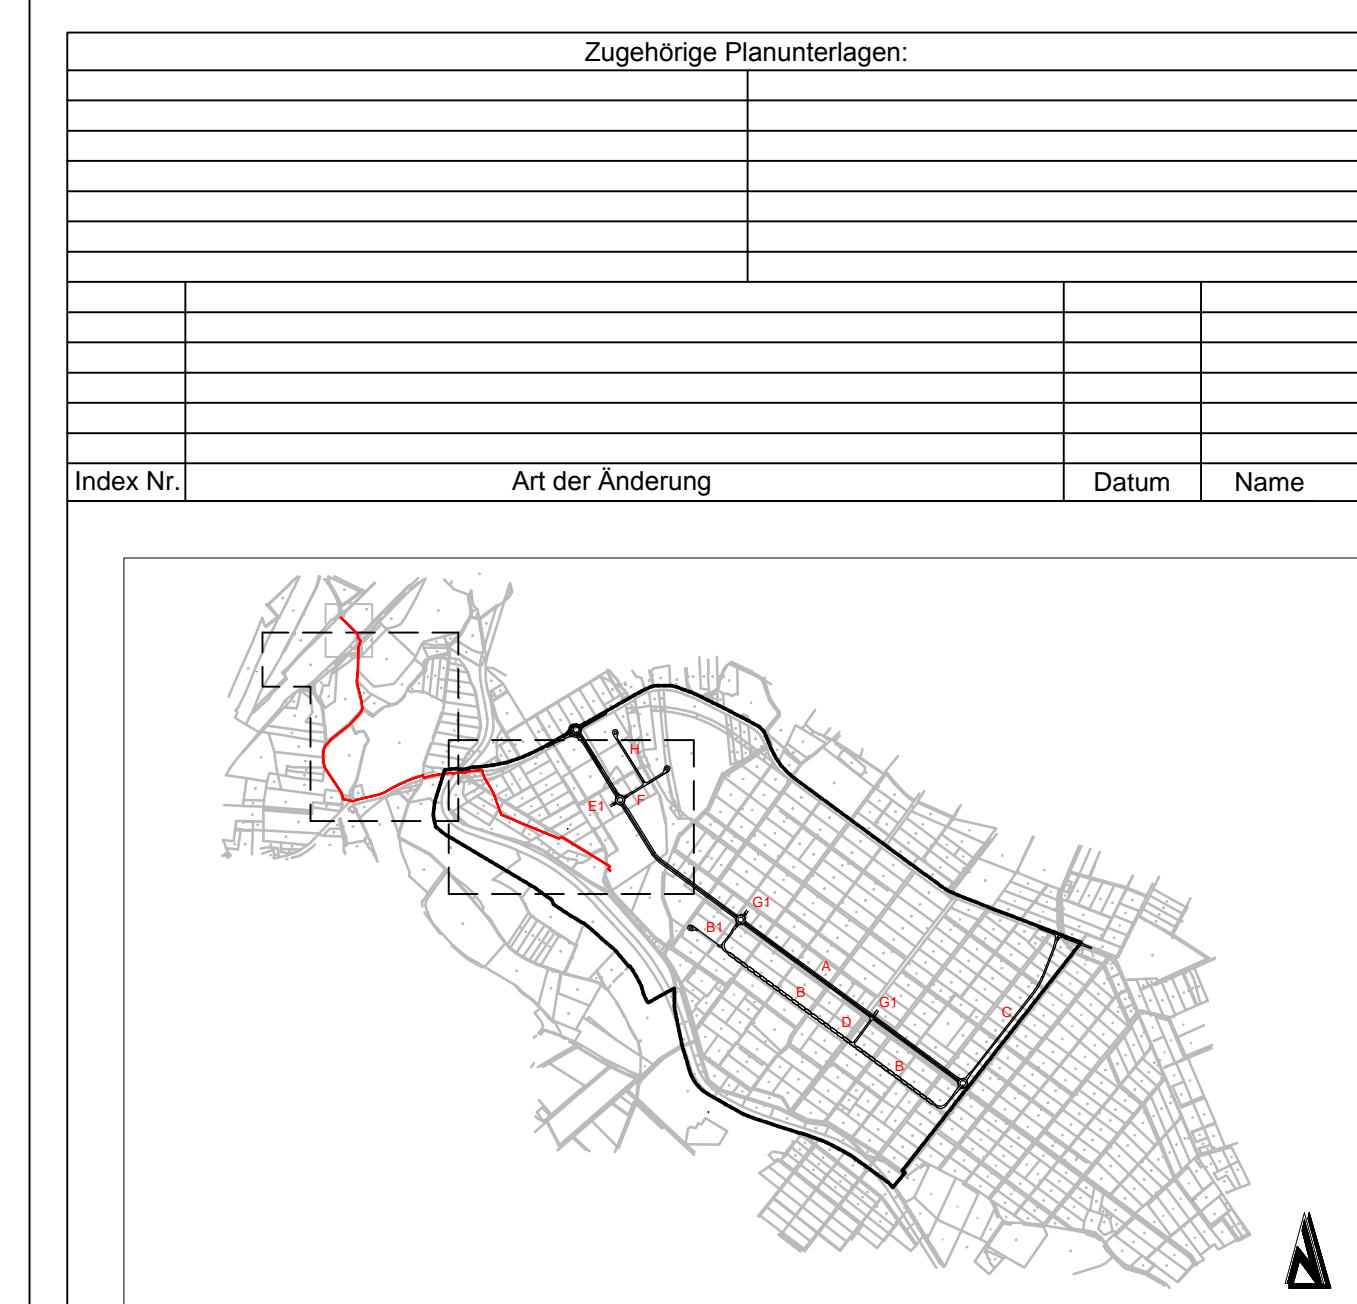 Zugehörige Planunterlagen:
Index Nr. Art der Änderung Datum Name
H
E1 F
G1
B1
A
B G1
D C
B